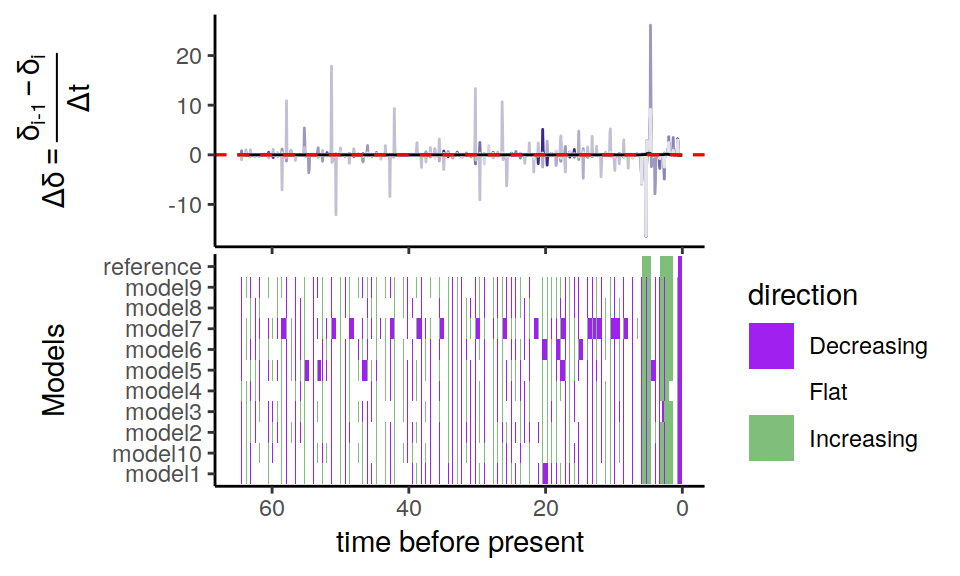 Δδ = δi-1 − δi
Δt
20
10
0
-10
Models
reference
model9
model8
model7
model6
model5
model4
model3
model2
model10
model1
60
40
20
0
time before present
direction
Decreasing
Flat
Increasing